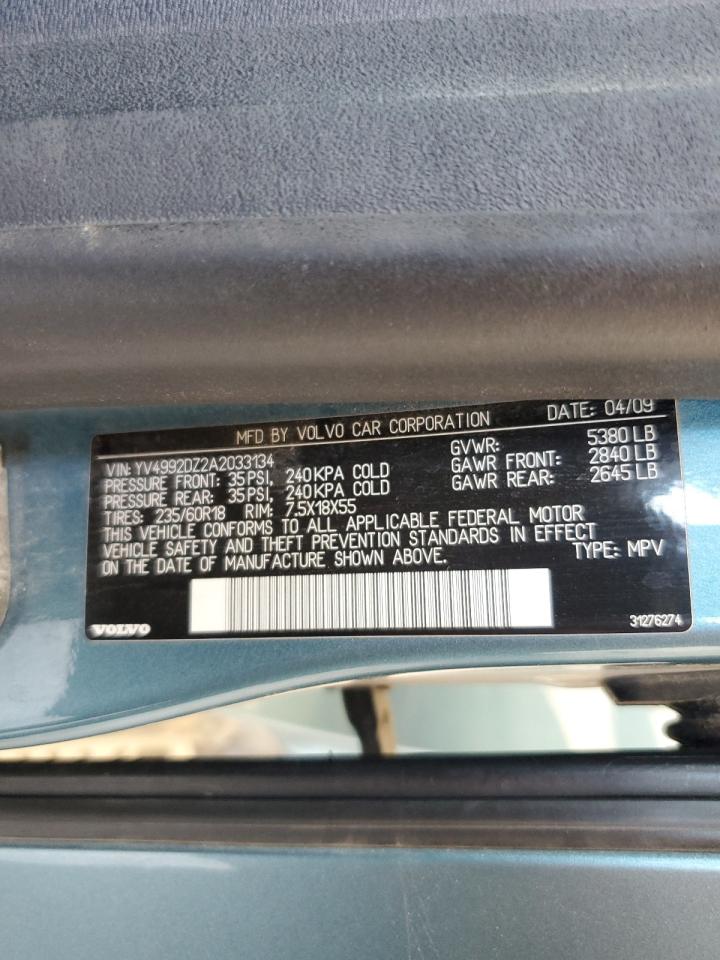 MFD BY VOLVO CAR CORPORATION DATE: 04/09
VIN: YV4992DZ2A2033134 GVWR: 5380 LB
PRESSURE FRONT: 35 PSI, 240 KPA COLD GAWR FRONT: 2840 LB
PRESSURE REAR: 35 PSI, 240 KPA COLD GAWR REAR: 2645 LB
TIRES: 235/60R18 RIM: 7.5X18X55
THIS VEHICLE CONFORMS TO ALL APPLICABLE FEDERAL MOTOR
VEHICLE SAFETY AND THEFT PREVENTION STANDARDS IN EFFECT
ON THE DATE OF MANUFACTURE SHOWN ABOVE. TYPE: MPV
VOLVO 31276274